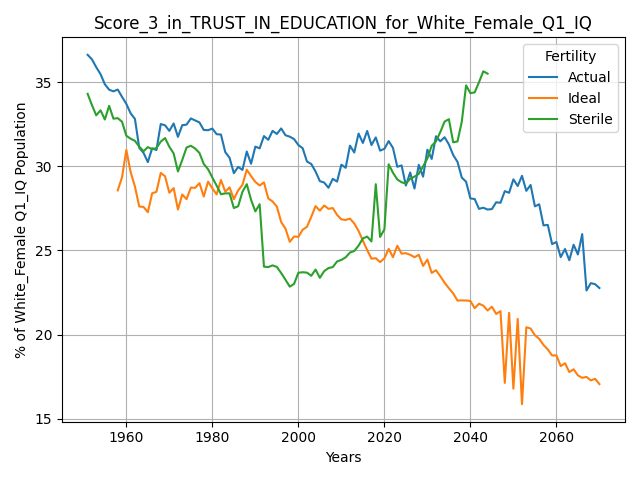 Score_3_in_TRUST_IN_EDUCATION_for_White_Female_Q1_IQ
% of White_Female Q1_IQ Population
35
30
25
20
15
Fertility
Actual
Ideal
Sterile
1960 1980 2000 2020 2040 2060
Years